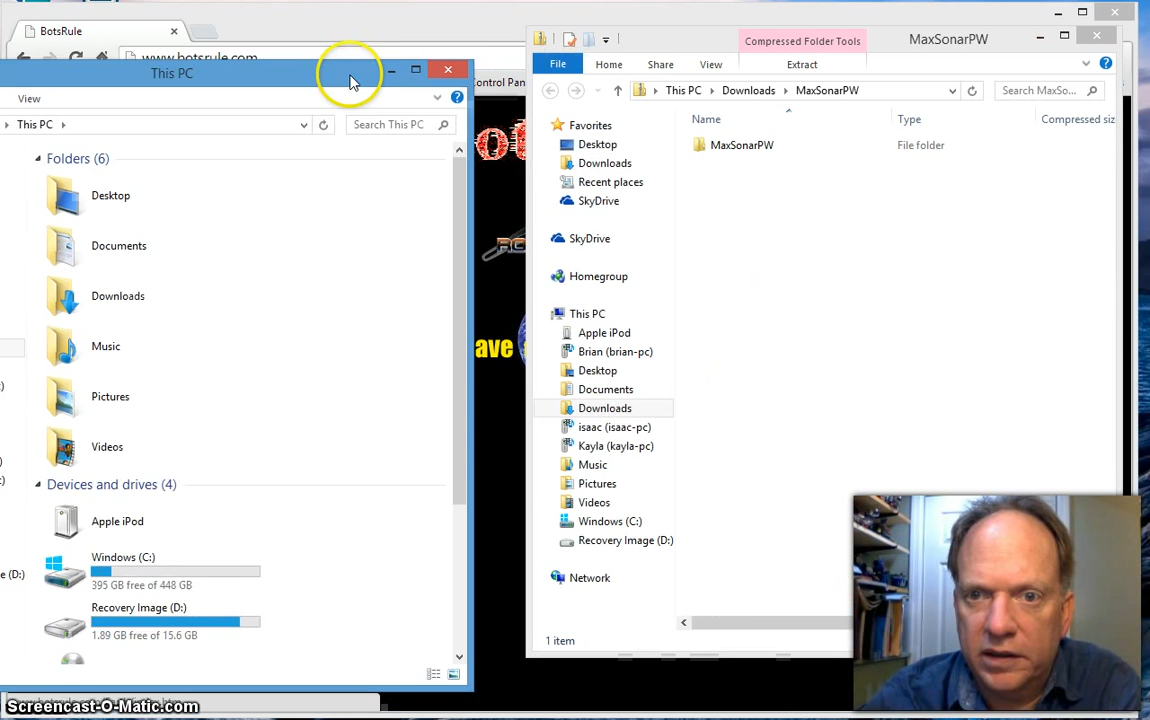 BotsRule
www.botsrule.com
This PC
View
This PC
Search This PC
Folders (6)
Desktop
Documents
Downloads
Music
Pictures
Videos
Devices and drives (4)
Apple iPod
Windows (C:)
395 GB free of 448 GB
Recovery Image (D:)
1.89 GB free of 15.6 GB
e (D:)
Control Pan
ave
Compressed Folder Tools
MaxSonarPW
File
Home
Share
View
Extract
This PC
Downloads
MaxSonarPW
Search MaxSo...
Name
Type
Compressed siz
MaxSonarPW
File folder
Favorites
Desktop
Downloads
Recent places
SkyDrive
SkyDrive
Homegroup
This PC
Apple iPod
Brian (brian-pc)
Desktop
Documents
Downloads
isaac (isaac-pc)
Kayla (kayla-pc)
Music
Pictures
Videos
Windows (C:)
Recovery Image (D:)
Network
1 item
Screencast-O-Matic.com